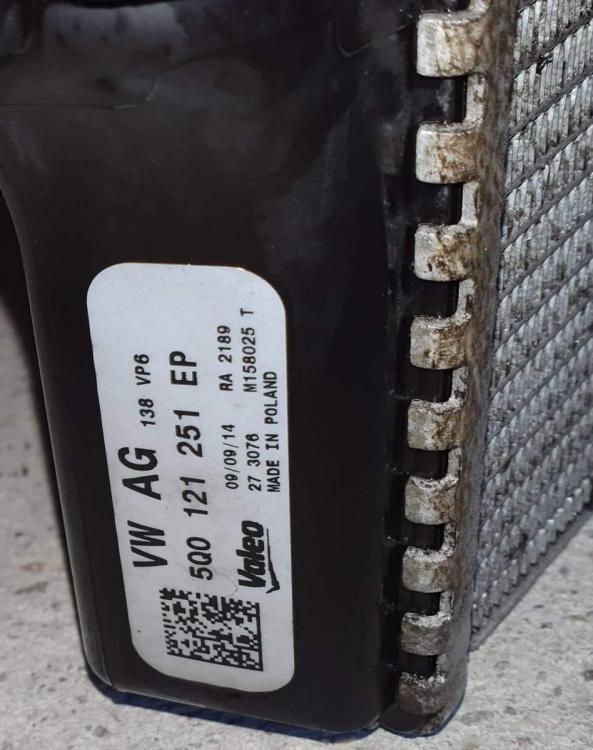 VW AG 138 VP6
5Q0 121 251 EP
09/09/14 RA 2189
27 3076 M158025 T
MADE IN POLAND
Valeo